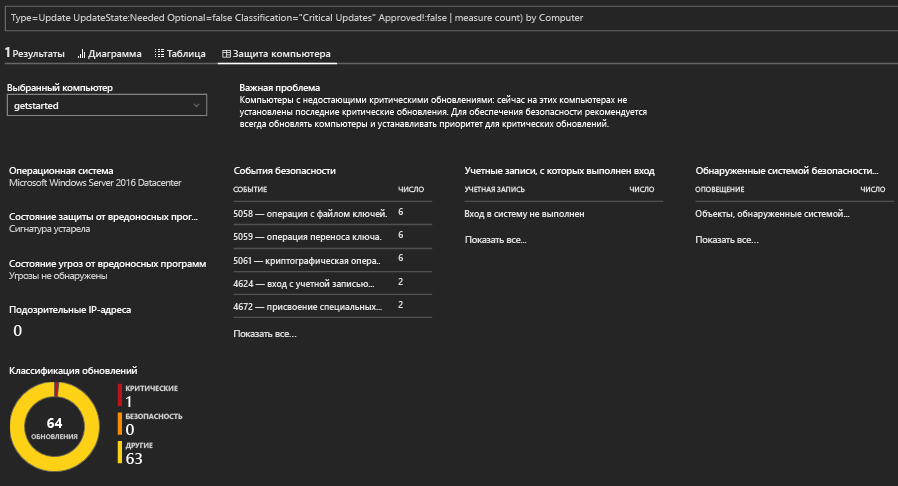 Type=Update UpdateState:Needed Optional=false Classification="Critical Updates" Approved!:false | measure count) by Computer
1 Результаты Диаграмма Таблица Защита компьютера
Выбранный компьютер
getstarted
Важная проблема
Компьютеры с недостающими критическими обновлениями: сейчас на этих компьютерах не
установлены последние критические обновления. Для обеспечения безопасности рекомендуется
всегда обновлять компьютеры и устанавливать приоритет для критических обновлений.
Операционная система
Microsoft Windows Server 2016 Datacenter
Состояние защиты от вредоносных прог...
Сигнатура устарела
Состояние угроз от вредоносных программ
Угрозы не обнаружены
Подозрительные IP-адреса
0
События безопасности
СОБЫТИЕ ЧИСЛО
5058 — операция с файлом ключей. 6
5059 — операция переноса ключа. 6
5061 — криптографическая опера.. 6
4624 — вход с учетной записью... 2
4672 — присвоение специальных... 2
Показать все...
Учетные записи, с которых выполнен вход
УЧЕТНАЯ ЗАПИСЬ ЧИСЛО
Вход в систему не выполнен
Показать все...
Обнаруженные системой безопасности...
ОПОВЕЩЕНИЕ ЧИСЛО
Объекты, обнаруженные системой...
Показать все...
Классификация обновлений
64
ОБНОВЛЕНИЯ
КРИТИЧЕСКИЕ
1
БЕЗОПАСНОСТЬ
0
ДРУГИЕ
63